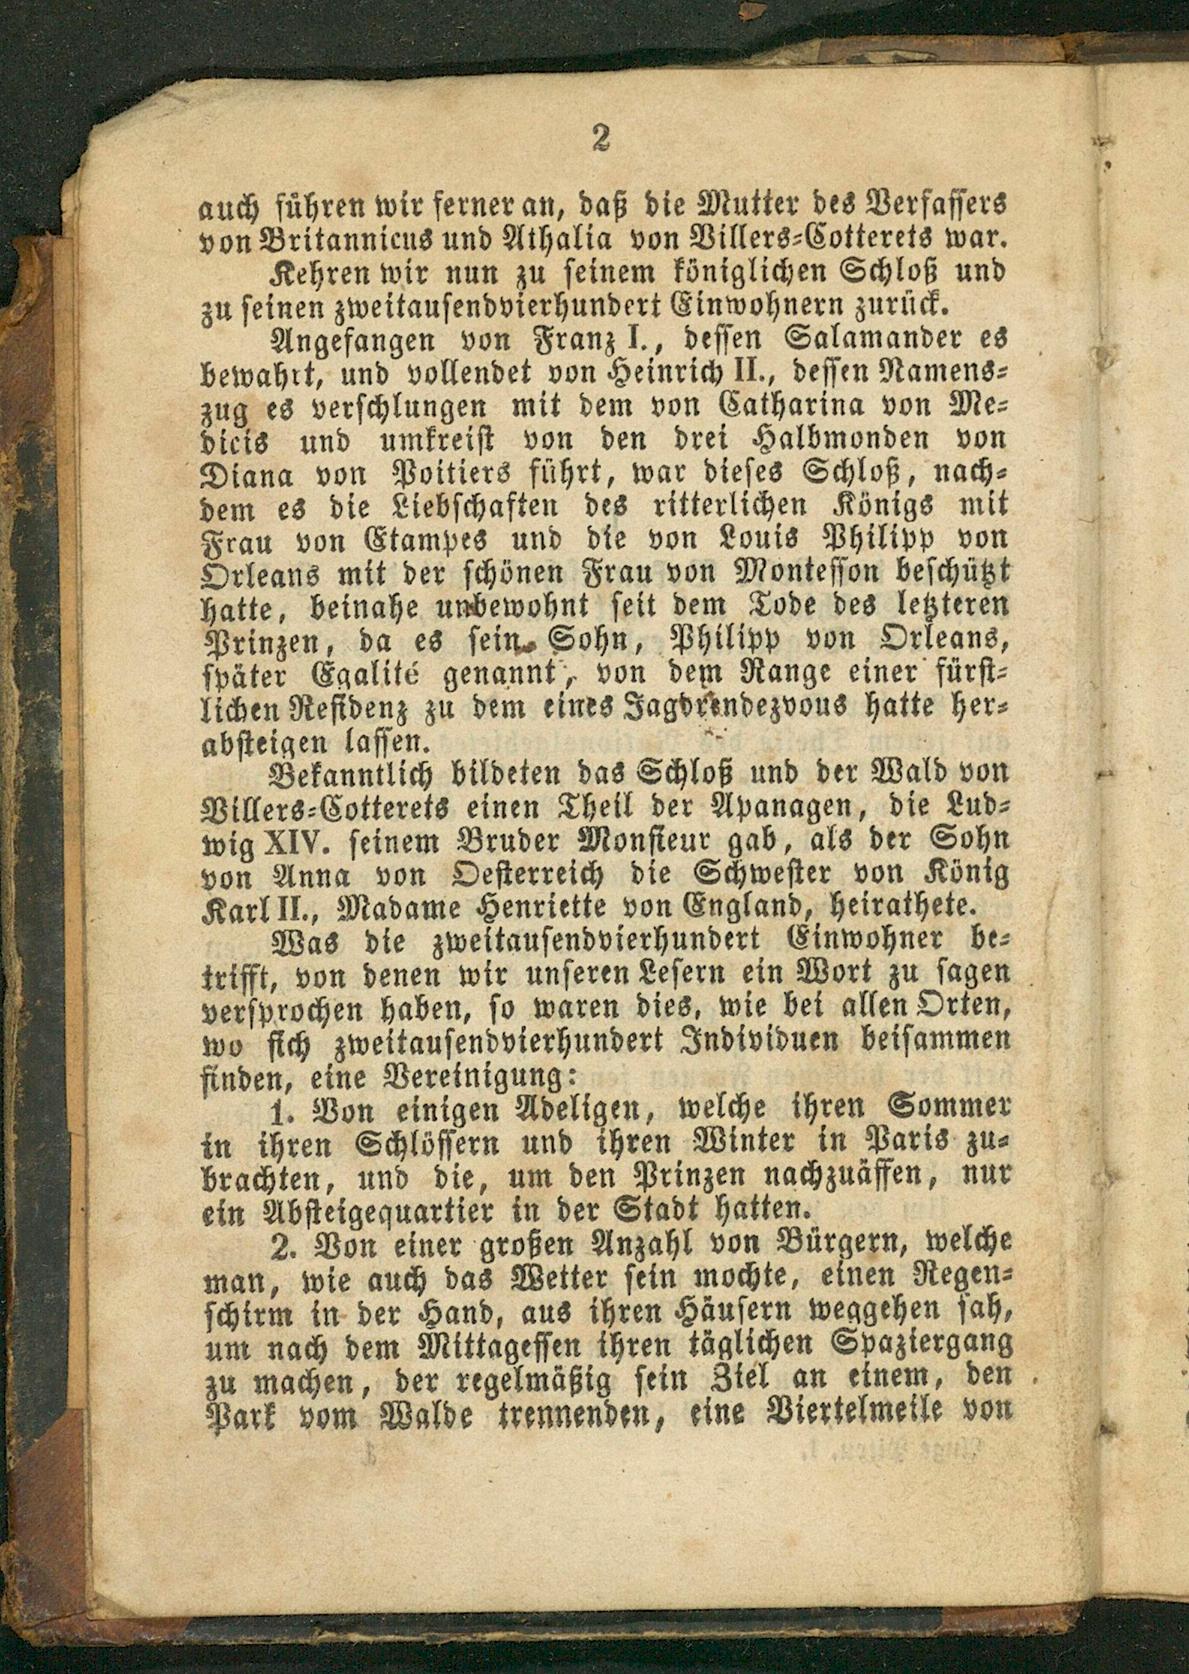 2
auch führen wir ferner an, daß die Mutter des Verfassers
von Britannicus und Athalia von Villers-Cotterets war.
Kehren wir nun zu seinem königlichen Schloß und
zu seinen zweitausendvierhundert Einwohnern zurück.
Angefangen von Franz I., dessen Salamander es
bewahrt, und vollendet von Heinrich II., dessen Namens-
zug es verschlungen mit dem von Catharina von Me-
dicis und umkreist von den drei Halbmonden von
Diana von Poitiers führt, war dieses Schloß, nach-
dem es die Liebschaften des ritterlichen Königs mit
Frau von Etampes und die von Louis Philipp von
Orleans mit der schönen Frau von Montesson beschützt
hatte, beinahe unbewohnt seit dem Tode des letzteren
Prinzen, da es sein Sohn, Philipp von Orleans,
später Egalité genannt, von dem Range einer fürst-
lichen Residenz zu dem eines Jagdrendezvous hatte her-
absteigen lassen.
Bekanntlich bildeten das Schloß und der Wald von
Villers-Cotterets einen Theil der Apanagen, die Lud-
wig XIV. seinem Bruder Monsieur gab, als der Sohn
von Anna von Oesterreich die Schwester von König
Karl II., Madame Henriette von England, heirathete.
Was die zweitausendvierhundert Einwohner be-
trifft, von denen wir unseren Lesern ein Wort zu sagen
versprochen haben, so waren dies, wie bei allen Orten,
wo sich zweitausendvierhundert Individuen beisammen
finden, eine Vereinigung:
1. Von einigen Adeligen, welche ihren Sommer
in ihren Schlössern und ihren Winter in Paris zu-
brachten, und die, um den Prinzen nachzuäffen, nur
ein Absteigequartier in der Stadt hatten.
2. Von einer großen Anzahl von Bürgern, welche
man, wie auch das Wetter sein mochte, einen Regen-
schirm in der Hand, aus ihren Häusern weggehen sah,
um nach dem Mittagessen ihren täglichen Spaziergang
zu machen, der regelmäßig sein Ziel an einem, den
Park vom Walde trennenden, eine Viertelmeile von